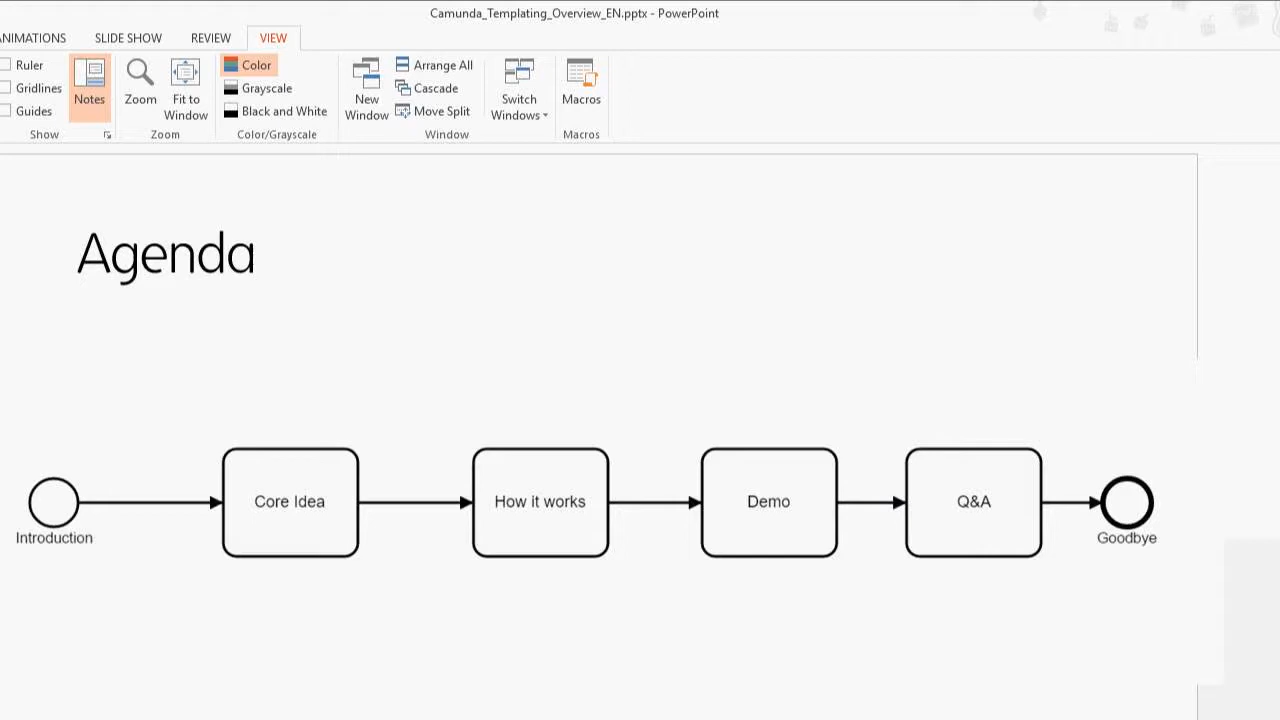 Camunda_Templating_Overview_EN.pptx - PowerPoint
NIMATIONS SLIDE SHOW REVIEW VIEW
Ruler
Gridlines
Guides
Show
Notes
Zoom
Fit to
Window
Zoom
Color
Grayscale
Black and White
Color/Grayscale
New
Window
Arrange All
Cascade
Move Split
Window
Switch
Windows
Macros
Macros
Agenda
Introduction
Core Idea
How it works
Demo
Q&A
Goodbye